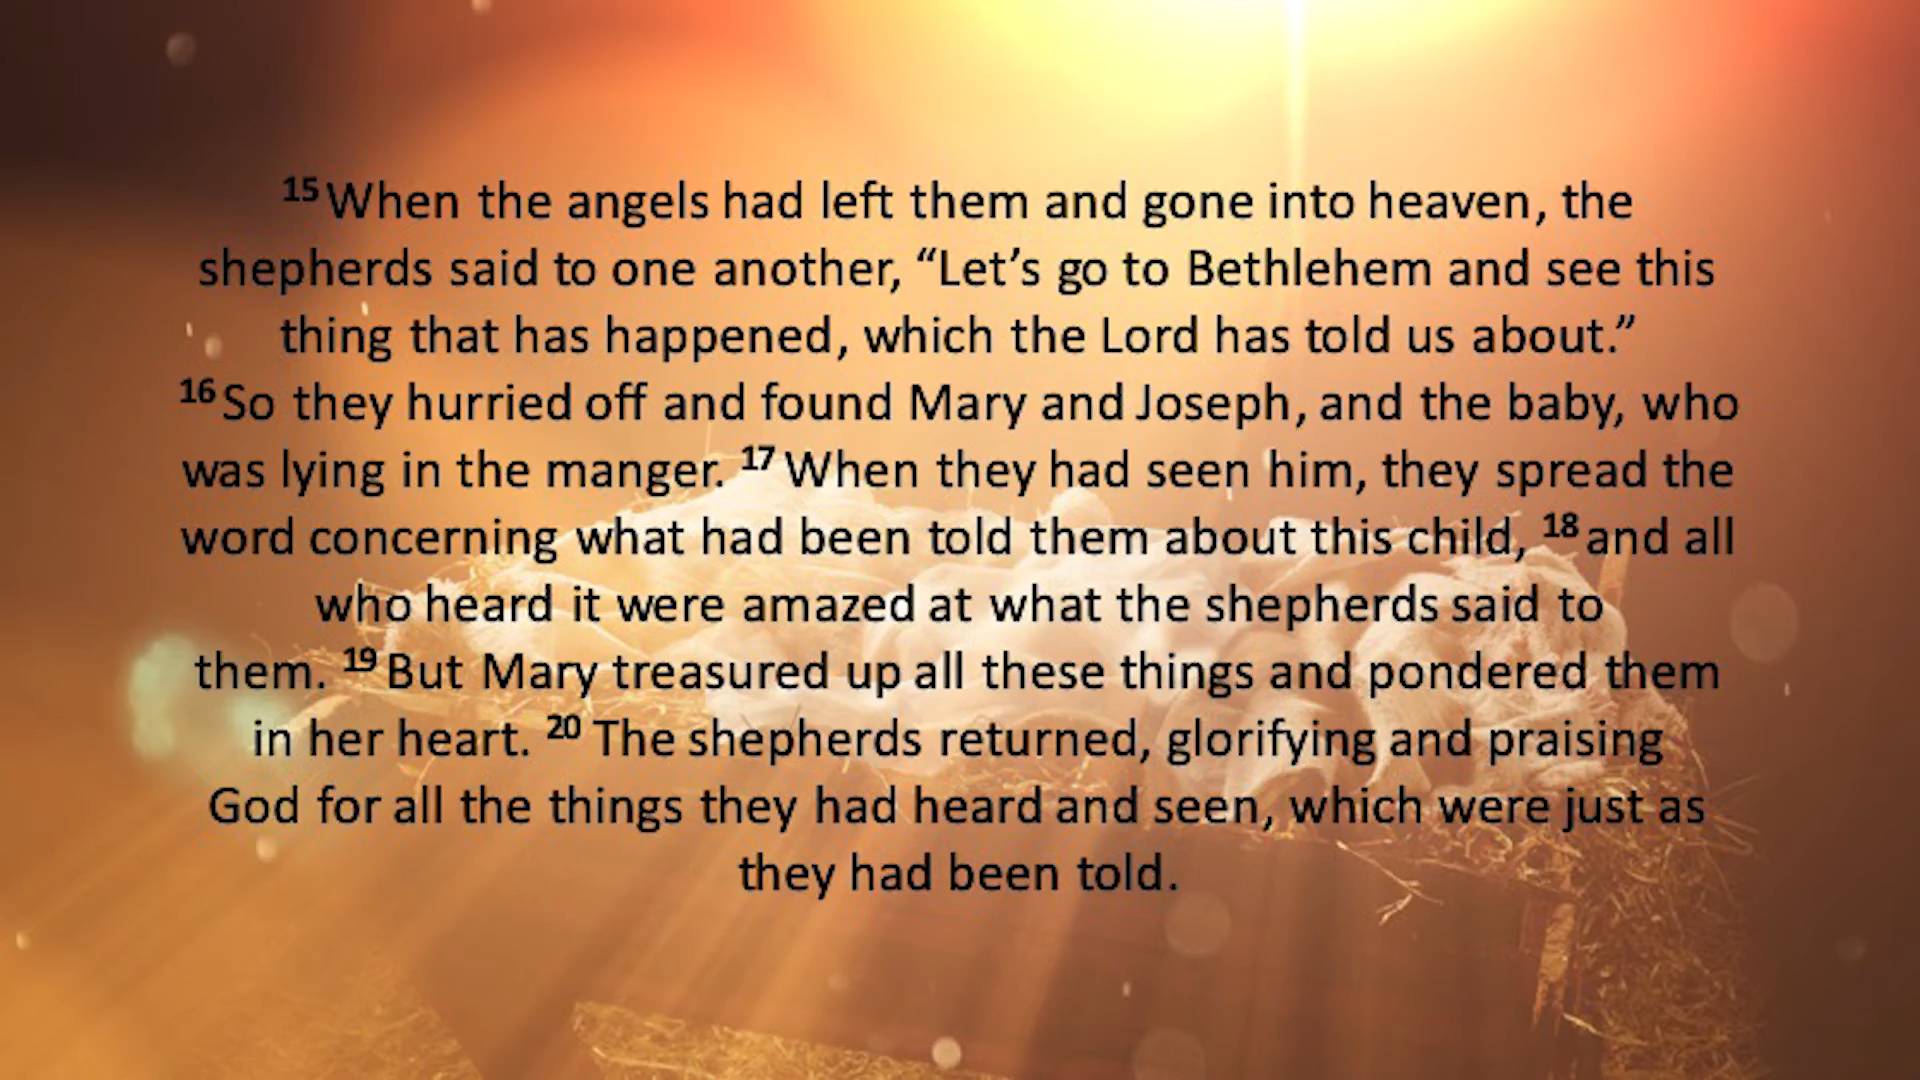 15 When the angels had left them and gone into heaven, the
shepherds said to one another, “Let’s go to Bethlehem and see this
thing that has happened, which the Lord has told us about.”
16 So they hurried off and found Mary and Joseph, and the baby, who
was lying in the manger. 17 When they had seen him, they spread the
word concerning what had been told them about this child, 18 and all
who heard it were amazed at what the shepherds said to
them. 19 But Mary treasured up all these things and pondered them
in her heart. 20 The shepherds returned, glorifying and praising
God for all the things they had heard and seen, which were just as
they had been told.